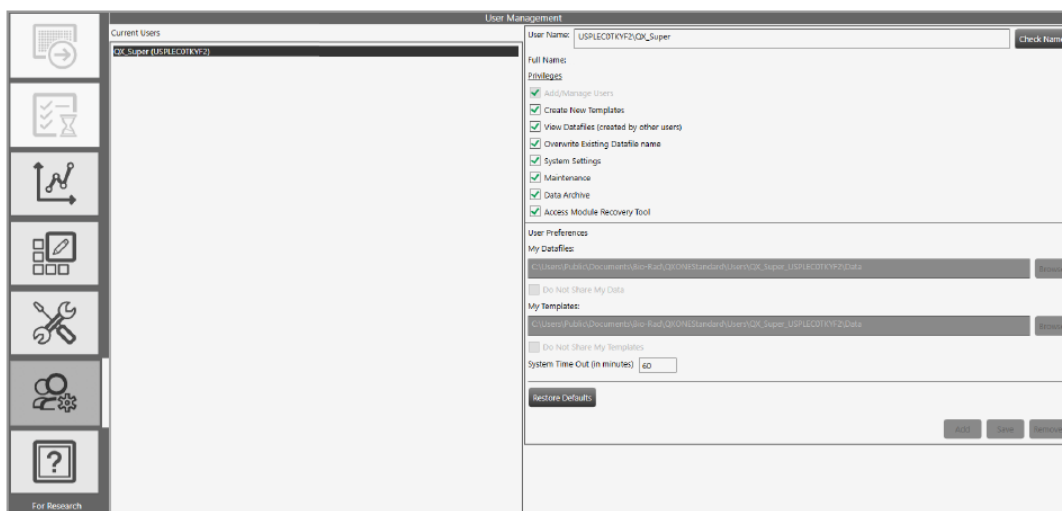 User Management
Current Users
QX_Super (USPLEC0TKYF2)
User Name: USPLEC0TKYF2\QX_Super
Check Name
Full Name:
Privileges
Add/Manage Users
Create New Templates
View Datafiles (created by other users)
Overwrite Existing Datafile name
System Settings
Maintenance
Data Archive
Access Module Recovery Tool
User Preferences
My Datafiles:
C:\Users\Public\Documents\Bio-Rad\QXONEStandard\Users\QX_Super_USPLEC0TKYF2\Data
Browse
Do Not Share My Data
My Templates:
C:\Users\Public\Documents\Bio-Rad\QXONEStandard\Users\QX_Super_USPLEC0TKYF2\Data
Browse
Do Not Share My Templates
System Time Out (in minutes) 60
Restore Defaults
Add Save Remove
?
For Research